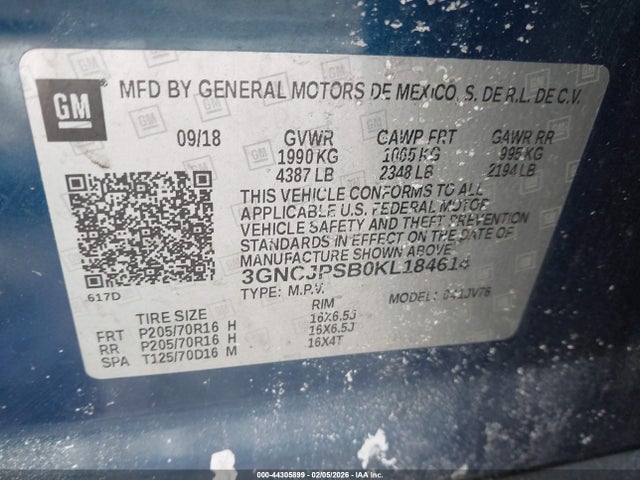 GM
MFD BY GENERAL MOTORS DE MEXICO, S. DE R.L. DE C.V.
09/18 GVWR GAWR FRT GAWR RR
1990 KG 1065 KG 995 KG
4387 LB 2348 LB 2194 LB
THIS VEHICLE CONFORMS TO ALL
APPLICABLE U.S. FEDERAL MOTOR
VEHICLE SAFETY AND THEFT PREVENTION
STANDARDS IN EFFECT ON THE DATE OF
MANUFACTURE SHOWN ABOVE.
3GNCJPSB0KL184614
617D
TYPE: M.P.V. MODEL: 041JV76
TIRE SIZE RIM
FRT P205/70R16 H 16X6.5J
RR P205/70R16 H 16X6.5J
SPA T125/70D16 M 16X4T
© - 44305899 - 02/05/2026 - IAA Holdings, LLC